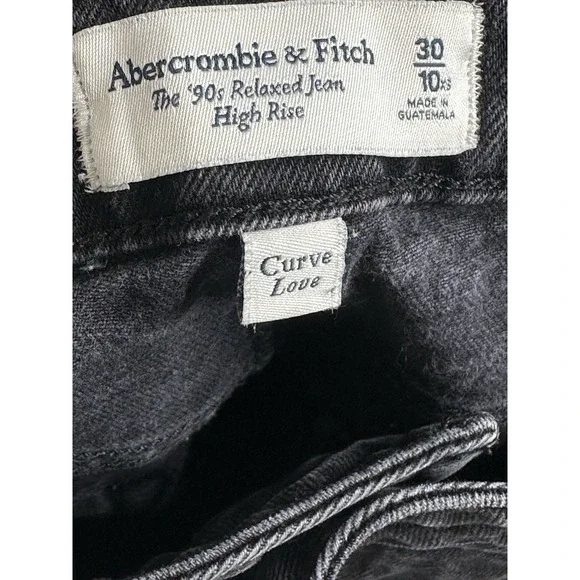 Abercrombie & Fitch
The '90s Relaxed Jean
High Rise
30
10xs
MADE IN
GUATEMALA
Curve
Love